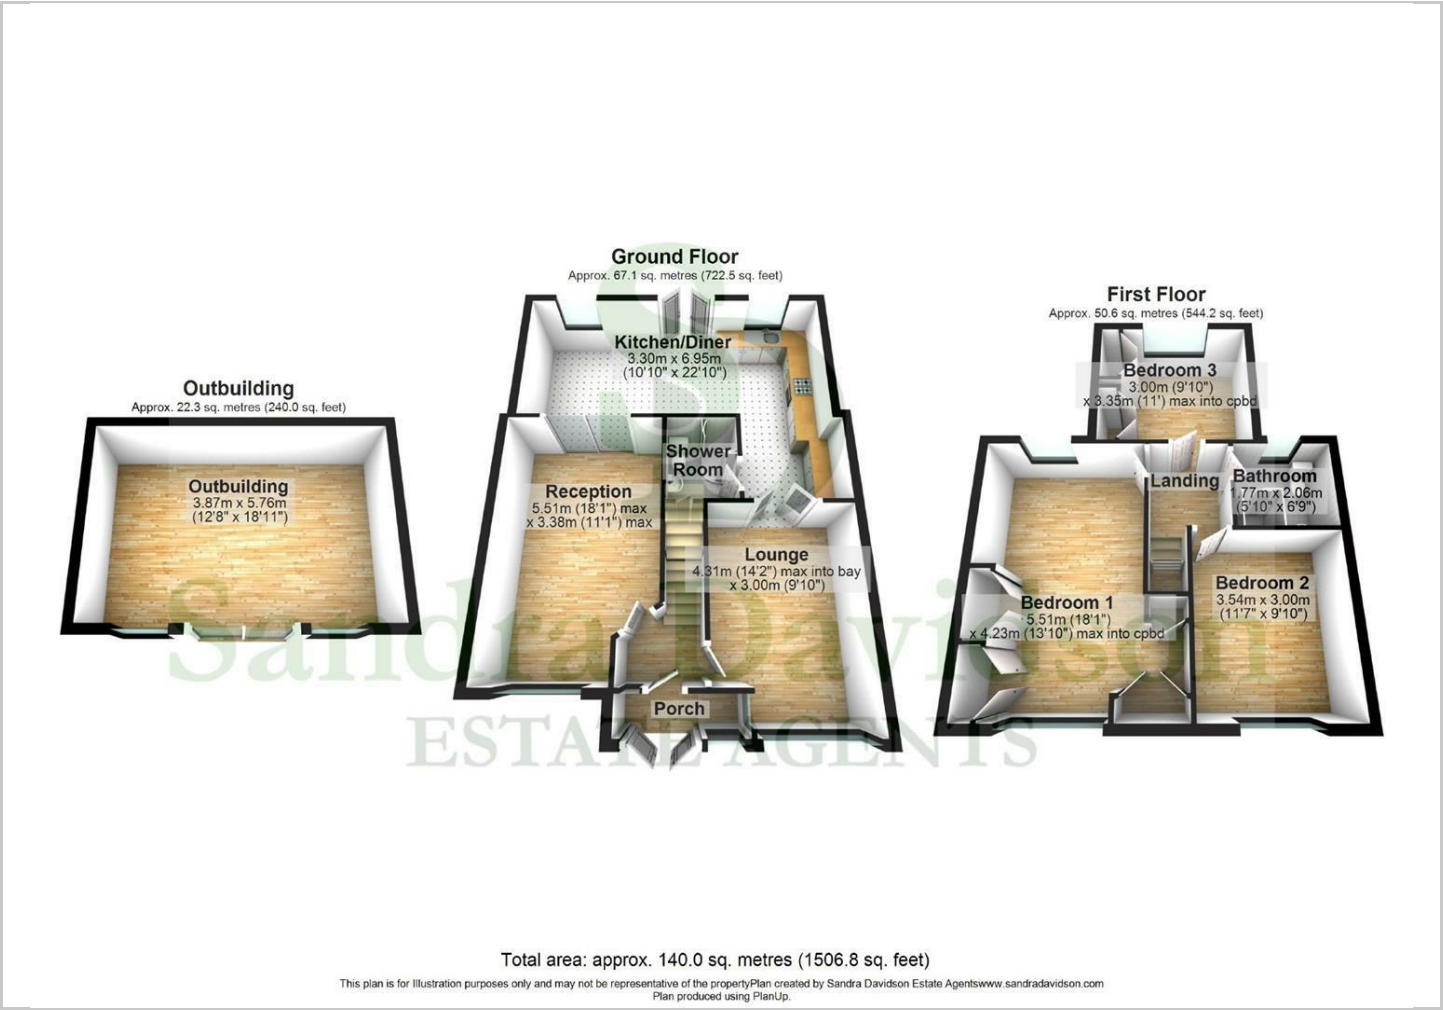 Ground Floor
Approx. 67.1 sq. metres (722.5 sq. feet)
First Floor
Approx. 50.6 sq. metres (544.2 sq. feet)
Kitchen/Diner
3.30m x 6.95m
(10'10" x 22'10")
Bedroom 3
3.00m (9'10")
x 3.35m (11') max into cpbd
Outbuilding
Approx. 22.3 sq. metres (240.0 sq. feet)
Shower
Room
Landing
Bathroom
1.77m x 2.06m
(5'10" x 6'9")
Outbuilding
3.87m x 5.76m
(12'8" x 18'11")
Reception
5.51m (18'1") max
x 3.38m (11'1") max
Lounge
4.31m (14'2") max into bay
x 3.00m (9'10")
Bedroom 2
3.54m x 3.00m
(11'7" x 9'10")
Bedroom 1
5.51m (18'1")
x 4.23m (13'10") max into cpbd
Sandra Davidson
Porch
ESTATE AGENTS
Total area: approx. 140.0 sq. metres (1506.8 sq. feet)
This plan is for Illustration purposes only and may not be representative of the propertyPlan created by Sandra Davidson Estate Agentswww.sandradavidson.com
Plan produced using PlanUp.